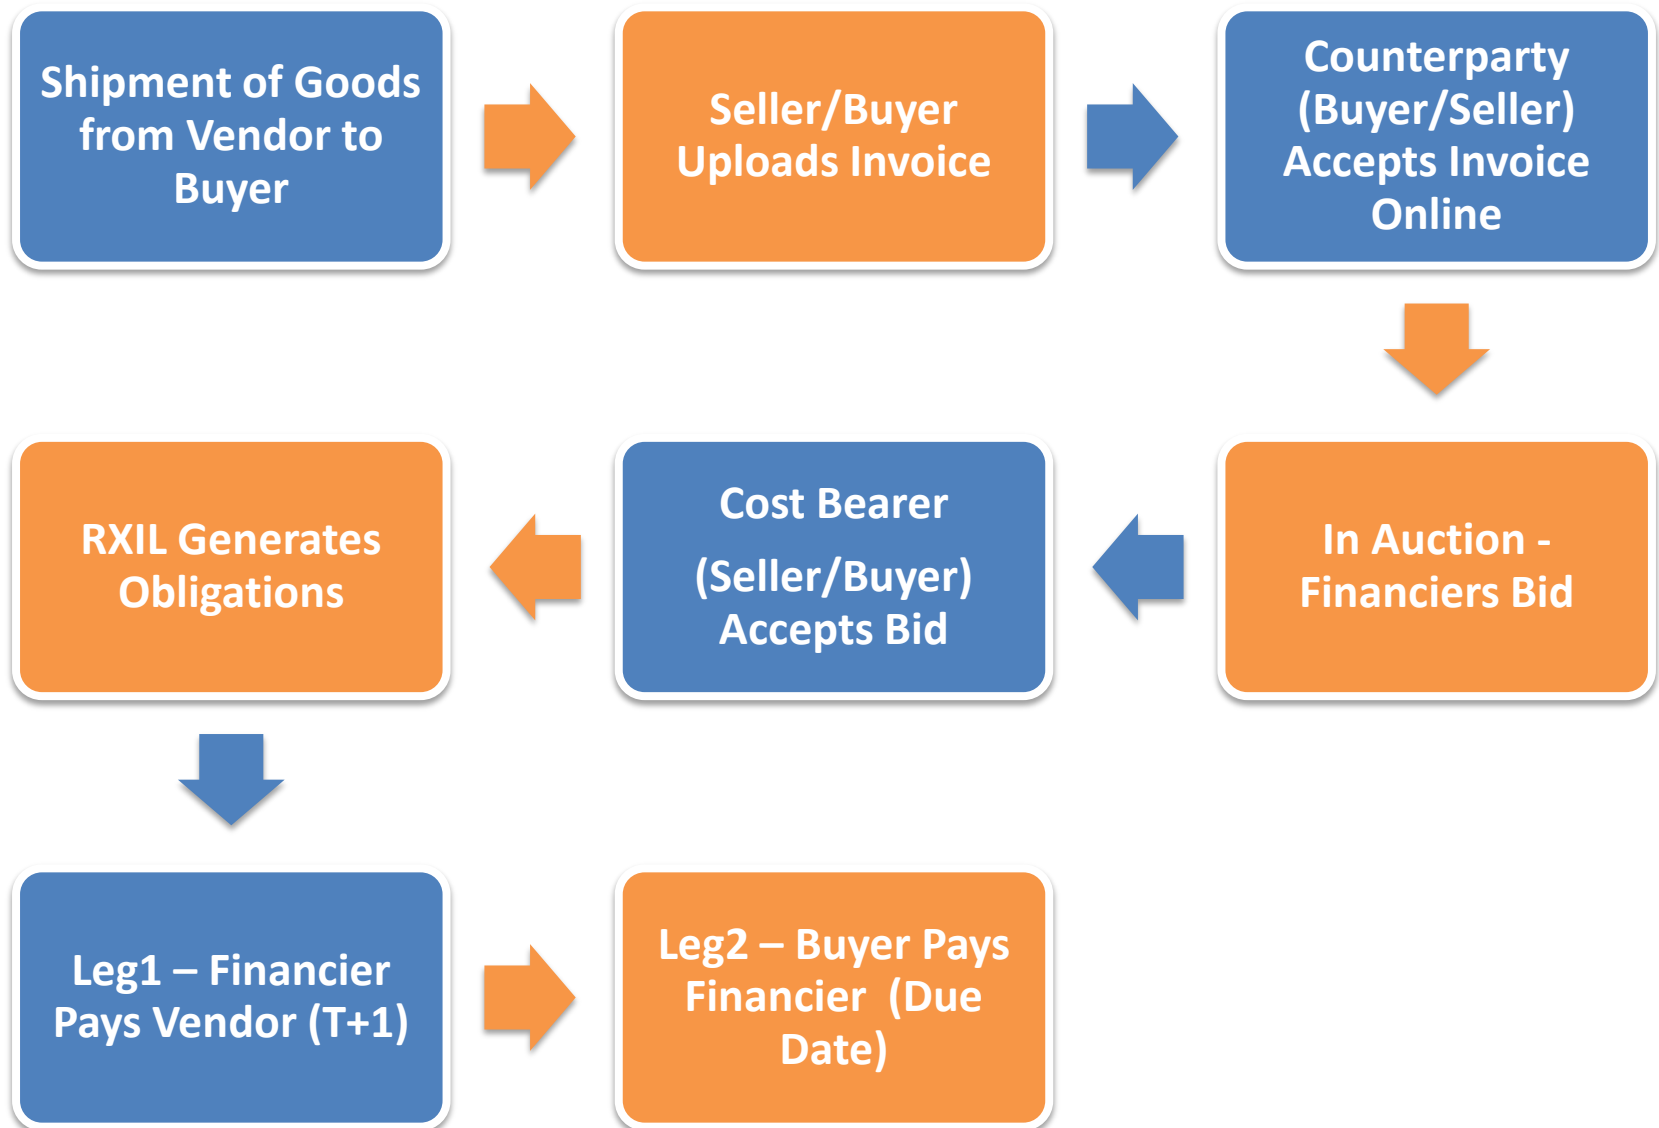 Shipment of Goods
from Vendor to
Buyer
Seller/Buyer
Uploads Invoice
Counterparty
(Buyer/Seller)
Accepts Invoice
Online
In Auction -
Financiers Bid
Cost Bearer
(Seller/Buyer)
Accepts Bid
RXIL Generates
Obligations
Leg1 – Financier
Pays Vendor (T+1)
Leg2 – Buyer Pays
Financier  (Due
Date)